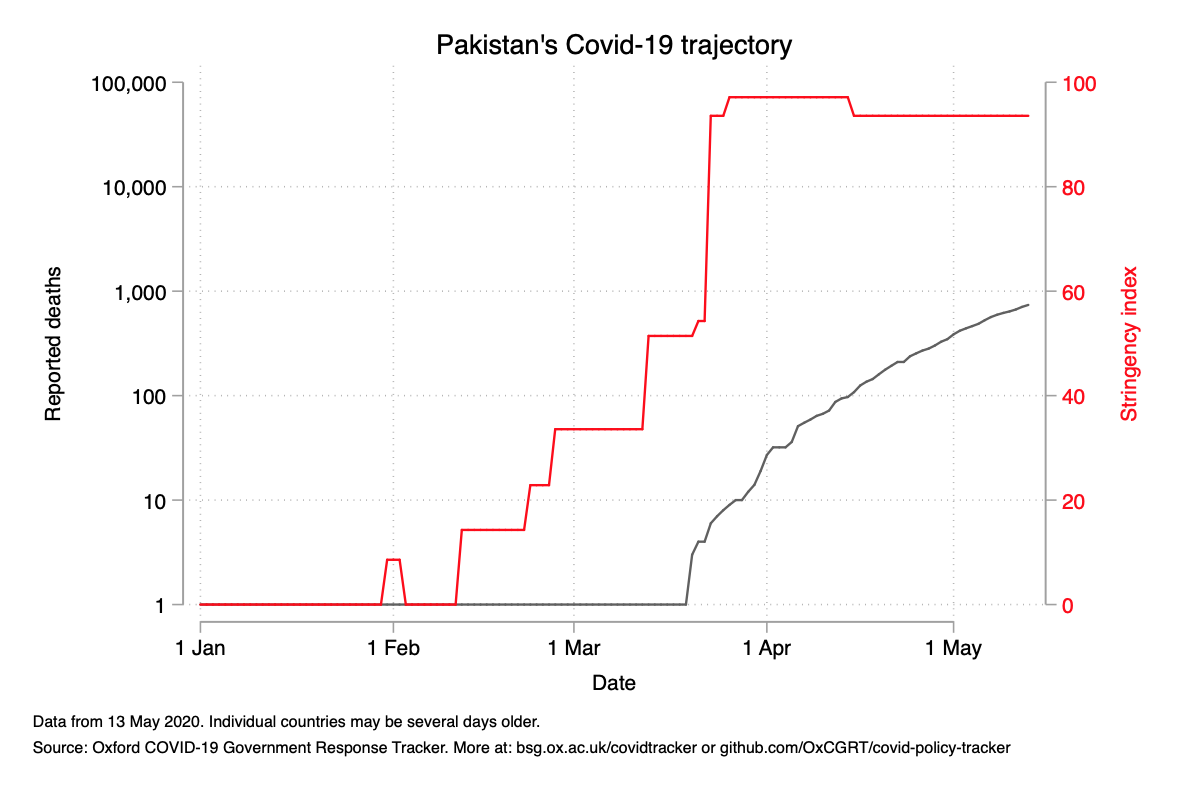 Pakistan's Covid-19 trajectory
100,000
10,000
1,000
100
10
1
Reported deaths
100
80
60
40
20
0
Stringency index
1 Jan
1 Feb
1 Mar
1 Apr
1 May
Date
Data from 13 May 2020. Individual countries may be several days older.
Source: Oxford COVID-19 Government Response Tracker. More at: bsg.ox.ac.uk/covidtracker or github.com/OxCGRT/covid-policy-tracker